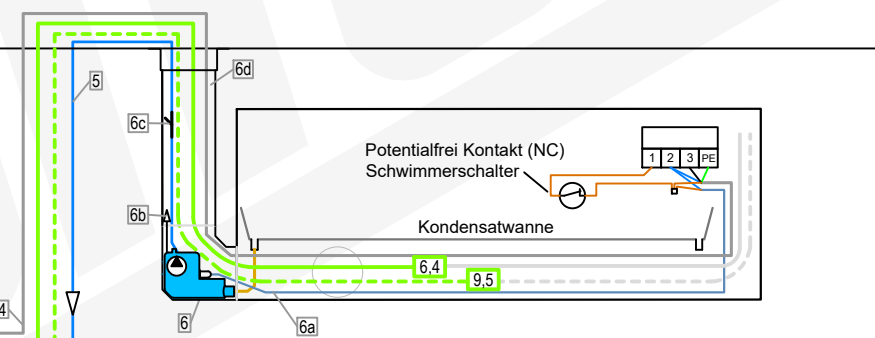 6d
5
6c
Potentialfrei Kontakt (NC)
Schwimmerschalter
1 2 3 PE
6b
Kondensatwanne
6,4
9,5
4
6
6a